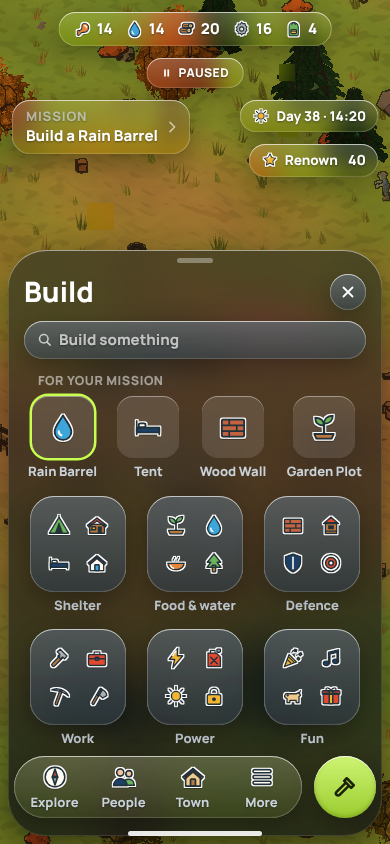 14 14 20 16 4
PAUSED
MISSION
Build a Rain Barrel
Day 38 · 14:20
Renown 40
Build
Build something
FOR YOUR MISSION
Rain Barrel Tent Wood Wall Garden Plot
Shelter Food & water Defence
Work Power Fun
Explore People Town More